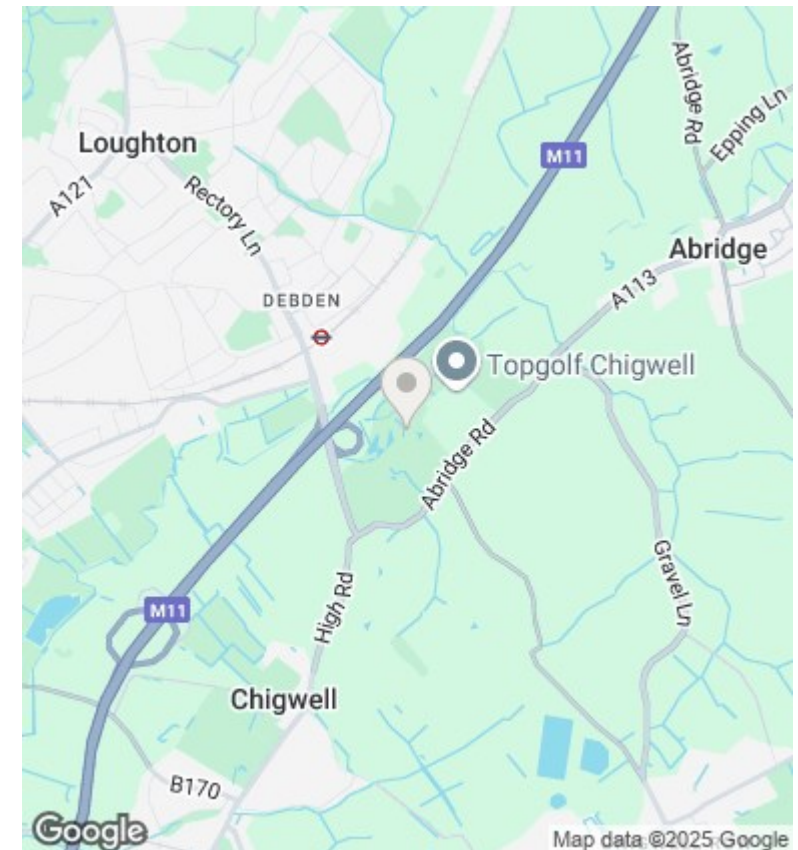 Abridge Rd
Epping Ln
Loughton
M11
A121
Rectory Ln
Abridge
A113
DEBDEN
Topgolf Chigwell
Abridge Rd
Gravel Ln
High Rd
M11
Chigwell
B170
Google
Map data ©2025 Google